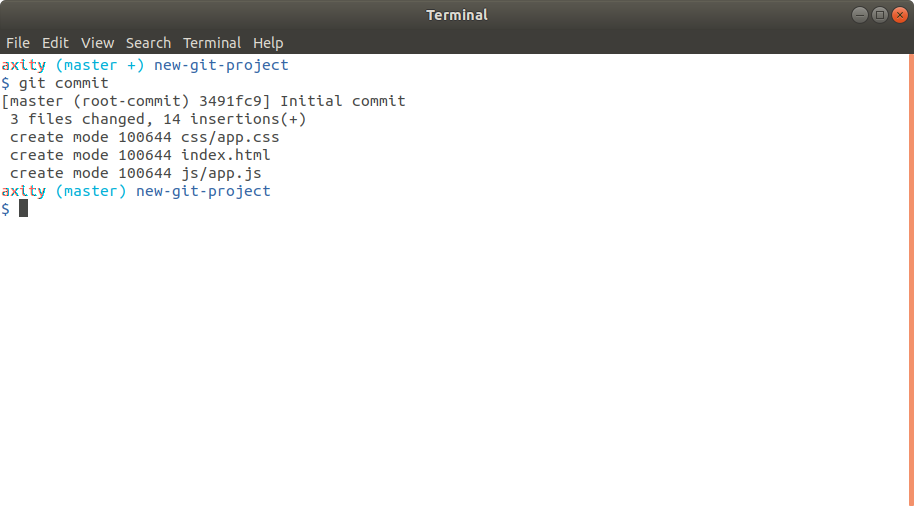 Terminal
File Edit View Search Terminal Help
axity (master +) new-git-project
$ git commit
[master (root-commit) 3491fc9] Initial commit
3 files changed, 14 insertions(+)
create mode 100644 css/app.css
create mode 100644 index.html
create mode 100644 js/app.js
axity (master) new-git-project
$